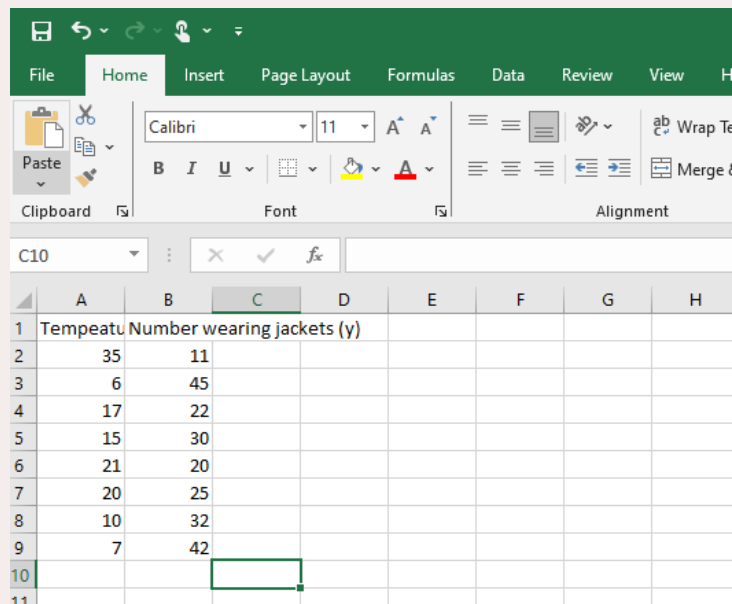 File Home Insert Page Layout Formulas Data Review View H
Calibri 11 A A ab Wrap Te
Paste B I U A Merge &
Clipboard Font Alignment
C10 fx
A B C D E F G H
1 Tempeatu Number wearing jackets (y)
2 35 11
3 6 45
4 17 22
5 15 30
6 21 20
7 20 25
8 10 32
9 7 42
10
11